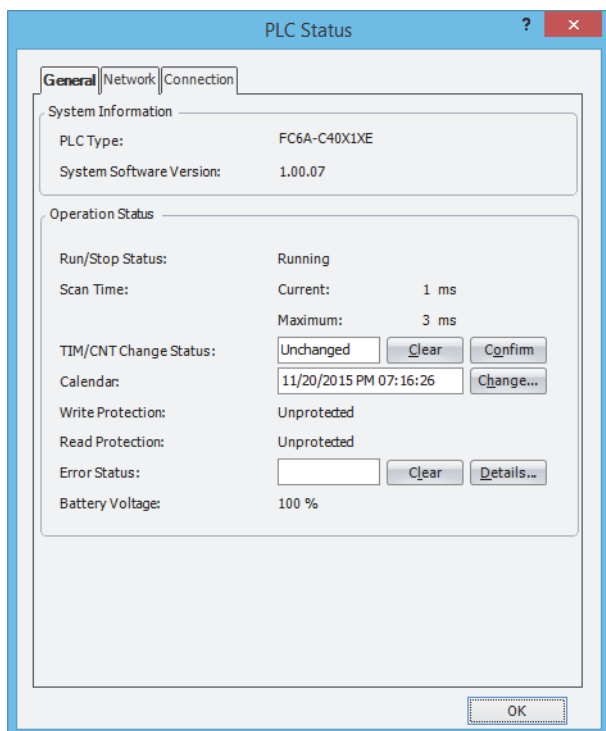 PLC Status
?
×
General Network Connection
System Information
PLC Type: FC6A-C40X1XE
System Software Version: 1.00.07
Operation Status
Run/Stop Status: Running
Scan Time: Current: 1 ms
Maximum: 3 ms
TIM/CNT Change Status: Unchanged Clear Confirm
Calendar: 11/20/2015 PM 07:16:26 Change...
Write Protection: Unprotected
Read Protection: Unprotected
Error Status: Clear Details...
Battery Voltage: 100 %
OK